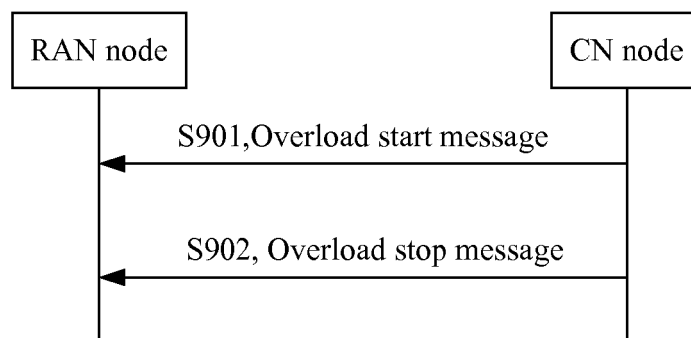 RAN node
CN node
S901,Overload start message
S902, Overload stop message